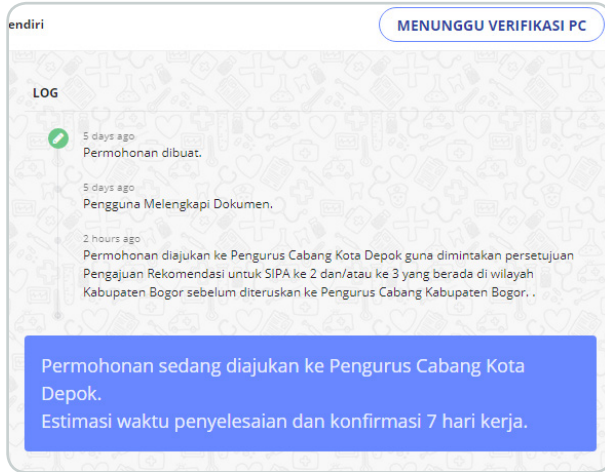 endiri
MENUNGGU VERIFIKASI PC
LOG
5 days ago
Permohonan dibuat.
5 days ago
Pengguna Melengkapi Dokumen.
2 hours ago
Permohonan diajukan ke Pengurus Cabang Kota Depok guna dimintakan persetujuan
Pengajuan Rekomendasi untuk SIPA ke 2 dan/atau ke 3 yang berada di wilayah
Kabupaten Bogor sebelum diteruskan ke Pengurus Cabang Kabupaten Bogor. .
Permohonan sedang diajukan ke Pengurus Cabang Kota
Depok.
Estimasi waktu penyelesaian dan konfirmasi 7 hari kerja.